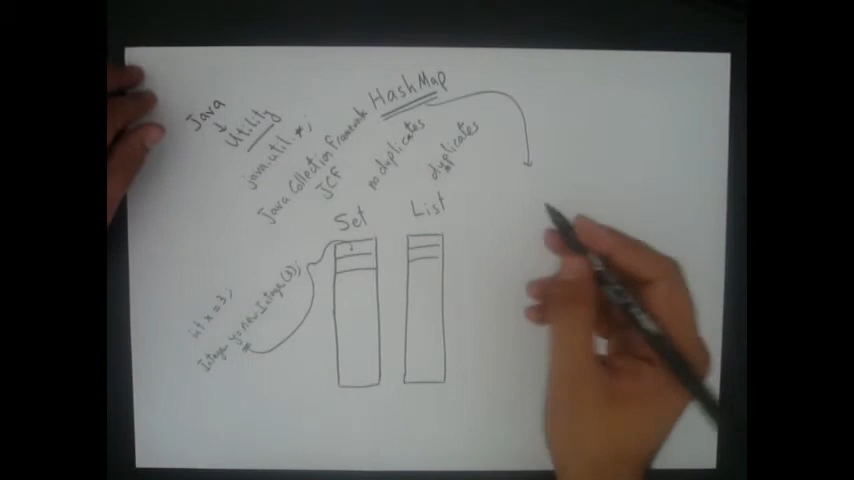 HashMap
Java
Utility
java.util.*;
Java Collection Framework
JCF
no duplicates
duplicates
Set
List
int x = 3;
Integer y = new Integer(3);